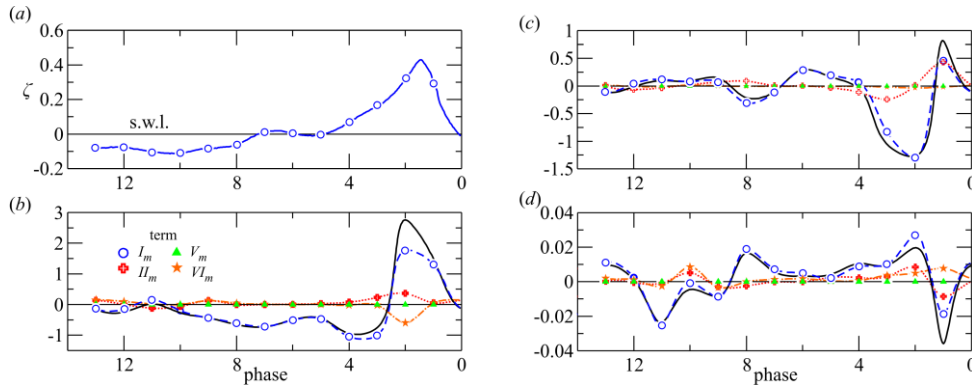 (a)
0.6
0.4
0.2
0
-0.2
ζ
s.w.l.
12 8 4 0
(b)
3
2
1
0
-1
term
I_m V_m
II_m VI_m
12 8 4 0
phase
(c)
1
0.5
0
-0.5
-1
-1.5
12 8 4 0
(d)
0.04
0.02
0
-0.02
-0.04
12 8 4 0
phase